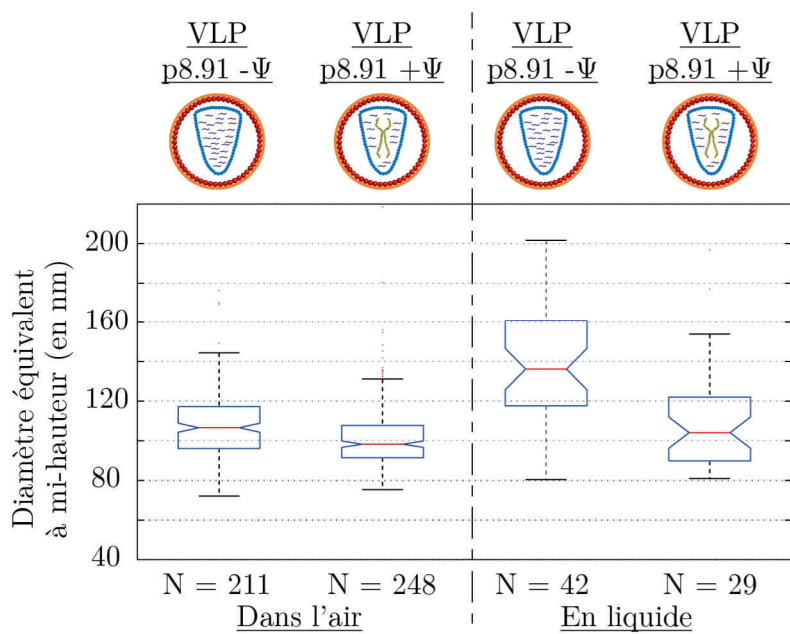 VLP VLP VLP VLP
p8.91 -Ψ p8.91 +Ψ p8.91 -Ψ p8.91 +Ψ
Diamètre équivalent
à mi-hauteur (en nm)
200
160
120
80
40
N = 211 N = 248 N = 42 N = 29
Dans l'air En liquide